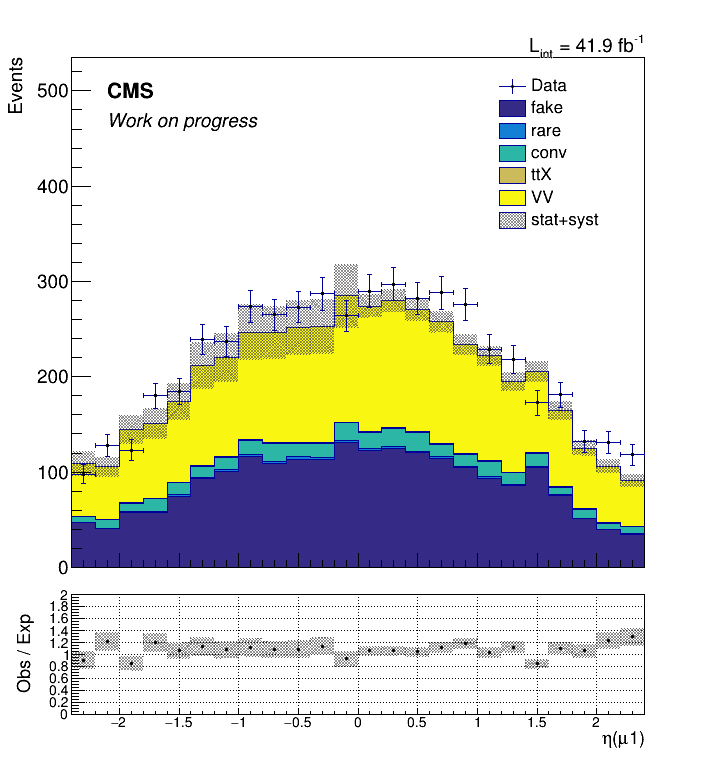 L_int = 41.9 fb^-1
Events
CMS
Work on progress
Data
fake
rare
conv
ttX
VV
stat+syst
500
400
300
200
100
0
Obs / Exp
2
1.8
1.6
1.4
1.2
1
0.8
0.6
0.4
0.2
0
−2 −1.5 −1 −0.5 0 0.5 1 1.5 2
η(μ1)